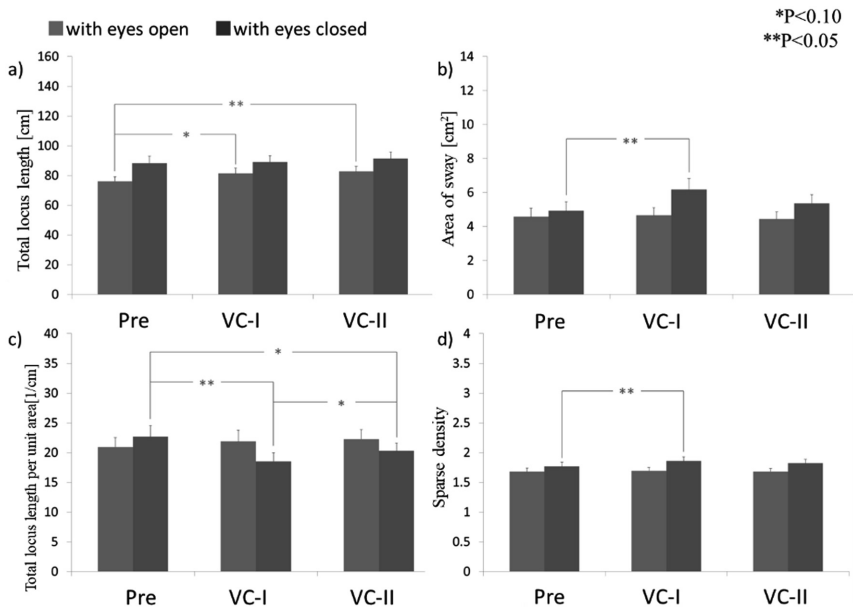 with eyes open with eyes closed
*P<0.10
**P<0.05
a)
Total locus length [cm]
160
140
120
100
80
60
40
20
0
**
*
Pre VC-I VC-II
b)
Area of sway [cm²]
14
12
10
8
6
4
2
0
**
Pre VC-I VC-II
c)
Total locus length per unit area[1/cm]
40
35
30
25
20
15
10
5
0
*
**
*
Pre VC-I VC-II
d)
Sparse density
4
3.5
3
2.5
2
1.5
1
0.5
0
**
Pre VC-I VC-II